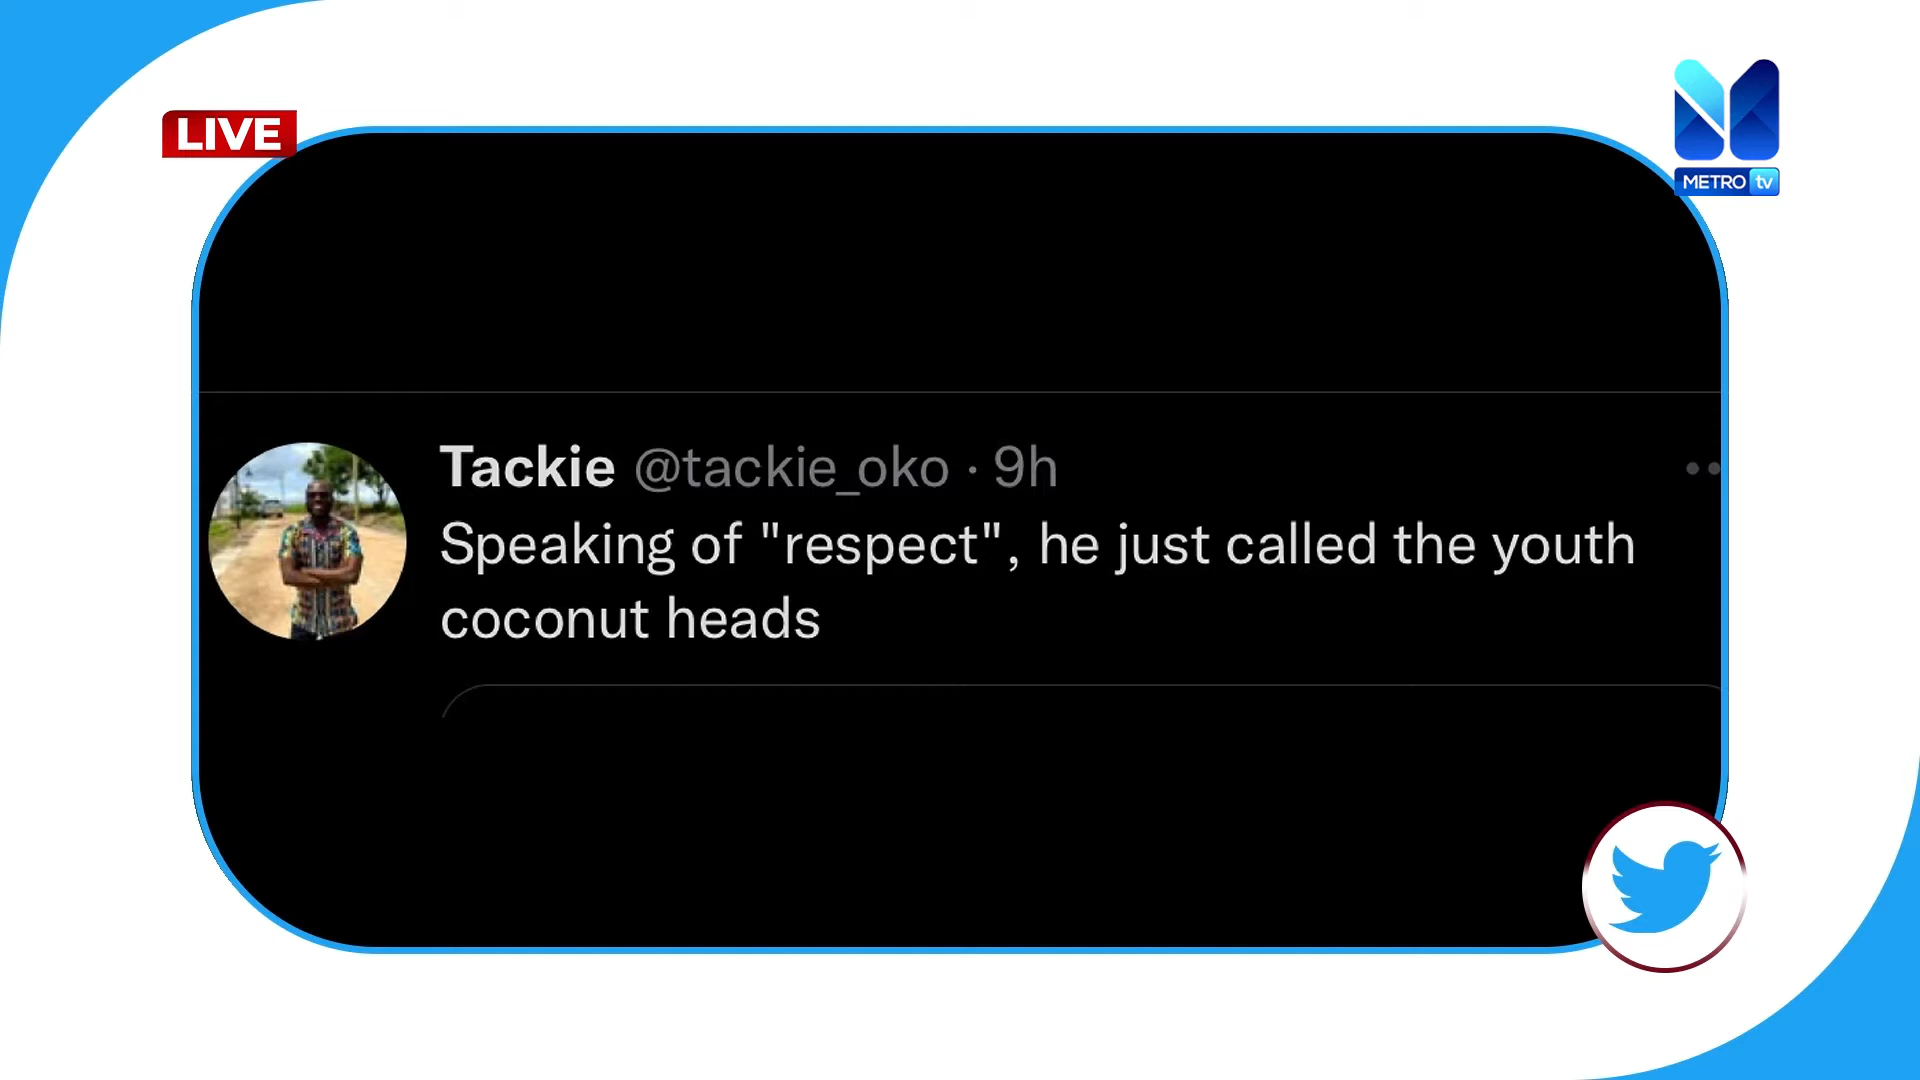 LIVE
METRO tv
Tackie @tackie_oko · 9h
Speaking of "respect", he just called the youth
coconut heads